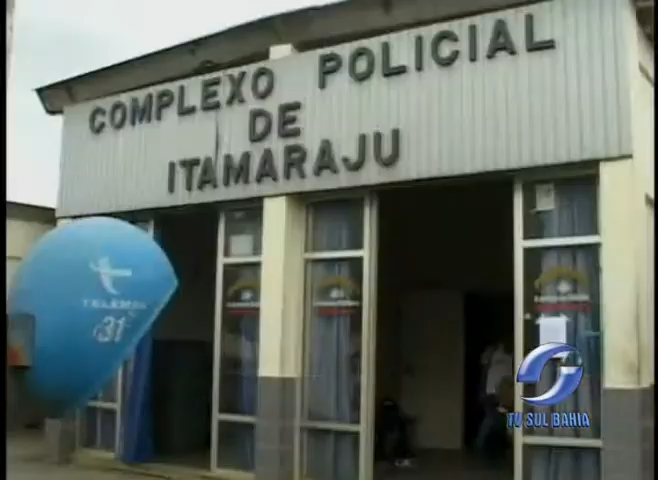 COMPLEXO POLICIAL
DE
ITAMARAJU
TELEMAR
31
TV SUL BAHIA